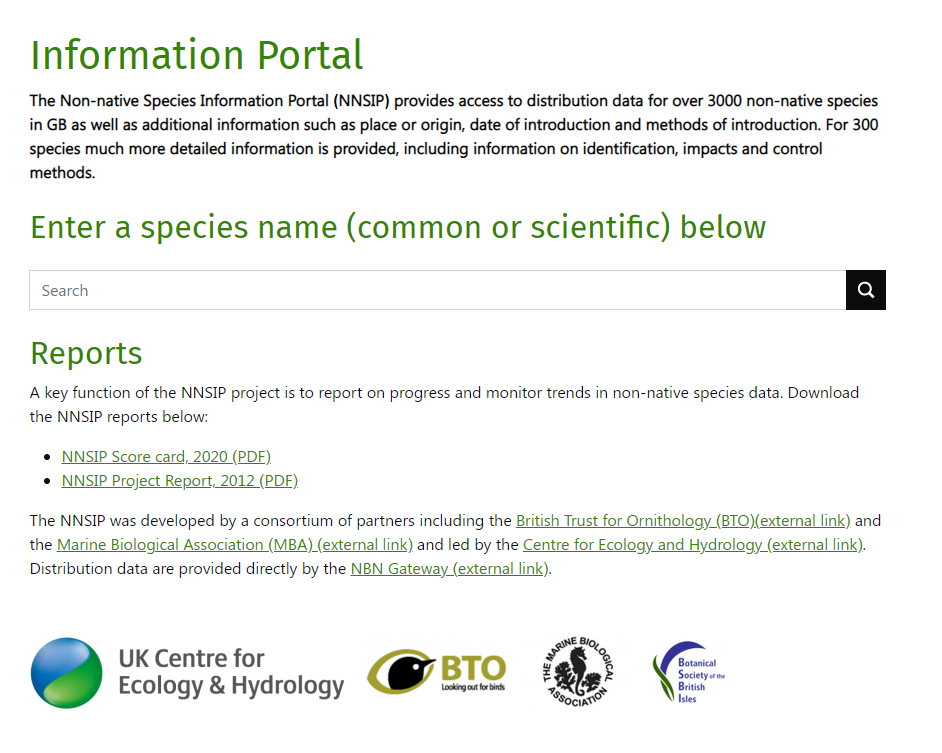 Information Portal
The Non-native Species Information Portal (NNSIP) provides access to distribution data for over 3000 non-native species
in GB as well as additional information such as place or origin, date of introduction and methods of introduction. For 300
species much more detailed information is provided, including information on identification, impacts and control
methods.
Enter a species name (common or scientific) below
Search
Reports
A key function of the NNSIP project is to report on progress and monitor trends in non-native species data. Download
the NNSIP reports below:
• NNSIP Score card, 2020 (PDF)
• NNSIP Project Report, 2012 (PDF)
The NNSIP was developed by a consortium of partners including the British Trust for Ornithology (BTO)(external link) and
the Marine Biological Association (MBA) (external link) and led by the Centre for Ecology and Hydrology (external link).
Distribution data are provided directly by the NBN Gateway (external link).
UK Centre for
Ecology & Hydrology
BTO
Looking out for birds
THE MARINE BIOLOGICAL
ASSOCIATION
Botanical
Society of the
British
Isles